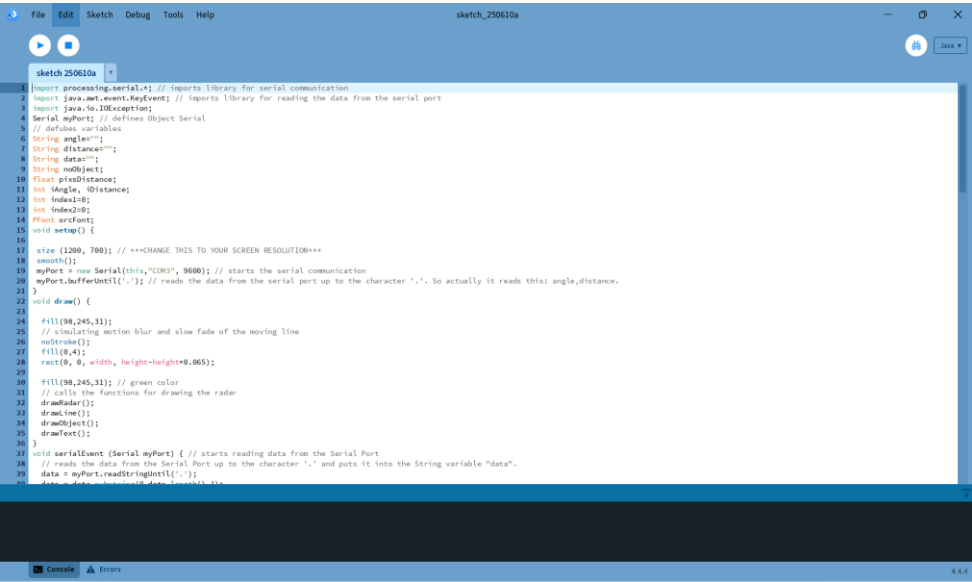 File Edit Sketch Debug Tools Help sketch_250610a
Java ▾
sketch 250610a ▾
1 import processing.serial.*; // imports library for serial communication
2 import java.awt.event.KeyEvent; // imports library for reading the data from the serial port
3 import java.io.IOException;
4 Serial myPort; // defines Object Serial
5 // defubes variables
6 String angle="";
7 String distance="";
8 String data="";
9 String noObject;
10 float pixsDistance;
11 int iAngle, iDistance;
12 int index1=0;
13 int index2=0;
14 PFont orcFont;
15 void setup() {
16
17 size (1200, 700); // ***CHANGE THIS TO YOUR SCREEN RESOLUTION***
18 smooth();
19 myPort = new Serial(this,"COM3", 9600); // starts the serial communication
20 myPort.bufferUntil('.'); // reads the data from the serial port up to the character '.'. So actually it reads this: angle,distance.
21 }
22 void draw() {
23
24 fill(98,245,31);
25 // simulating motion blur and slow fade of the moving line
26 noStroke();
27 fill(0,4);
28 rect(0, 0, width, height-height*0.065);
29
30 fill(98,245,31); // green color
31 // calls the functions for drawing the radar
32 drawRadar();
33 drawLine();
34 drawObject();
35 drawText();
36 }
37 void serialEvent (Serial myPort) { // starts reading data from the Serial Port
38 // reads the data from the Serial Port up to the character '.' and puts it into the String variable "data".
39 data = myPort.readStringUntil('.');
40 data = data.substring(0,data.length()-1);
Console Errors
4.4.4